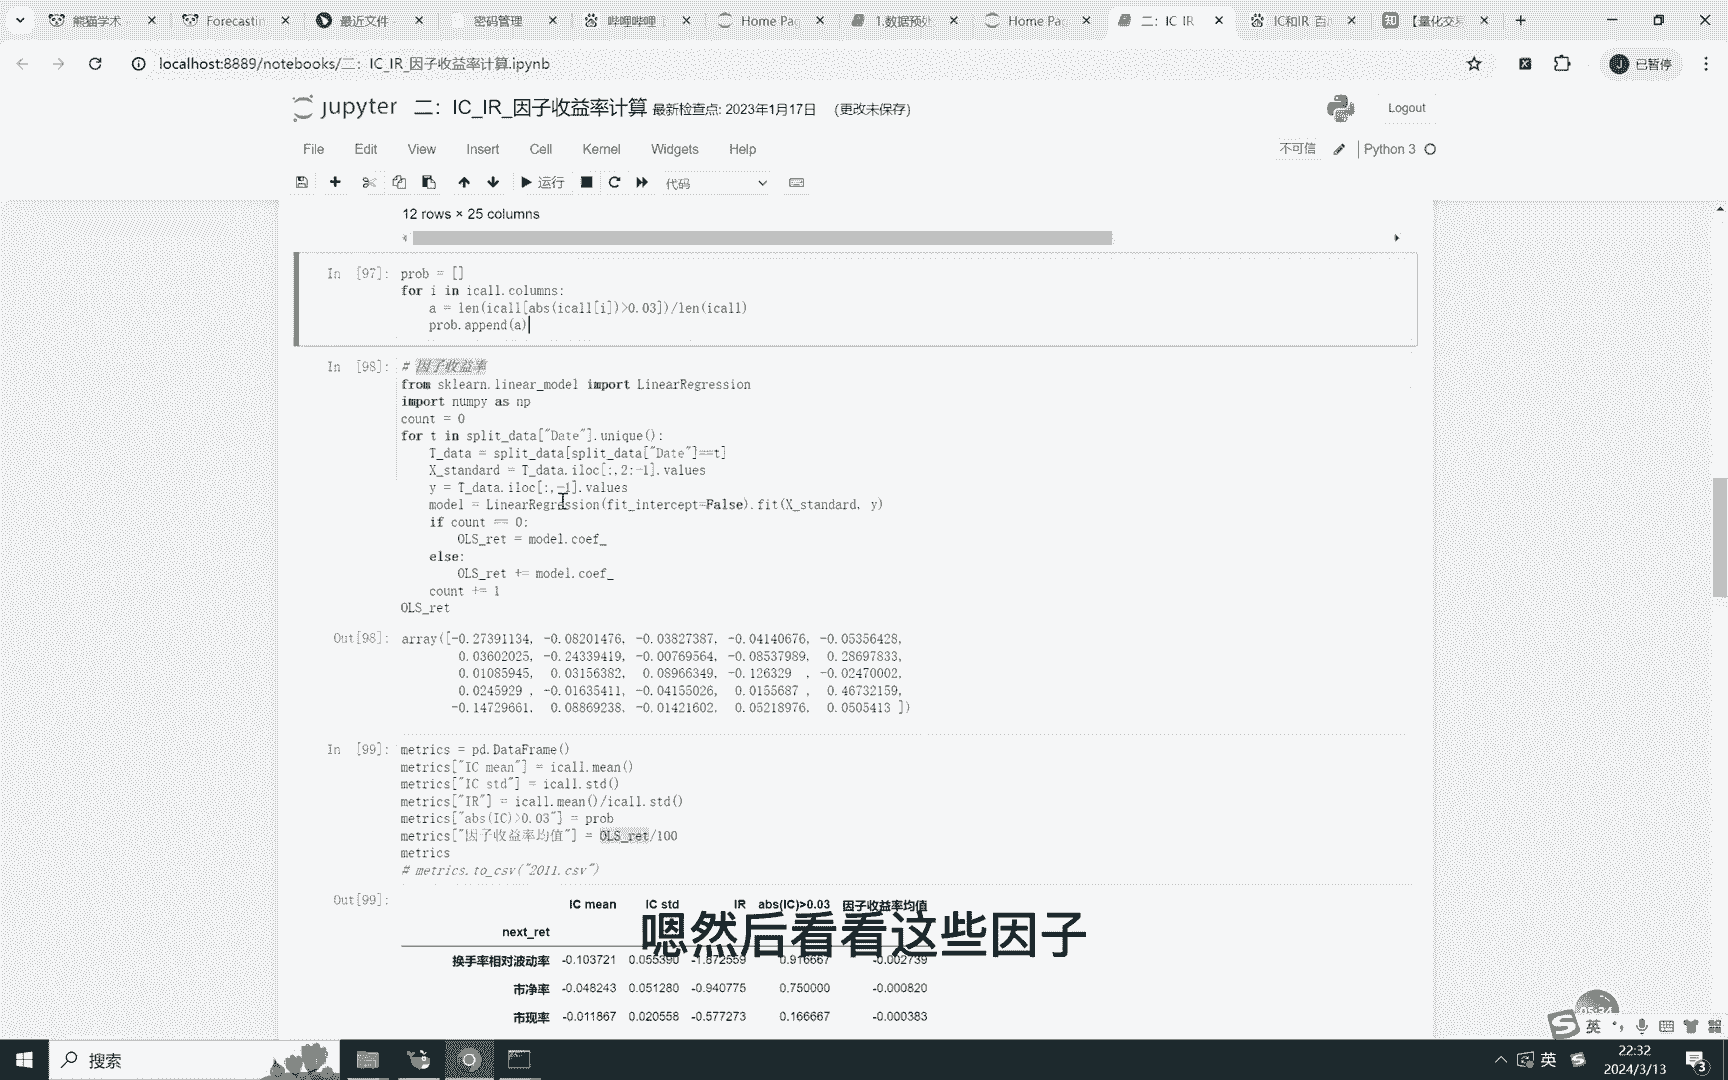 熊猫学术
Forecastin
最近文件
密码管理
哔哩哔哩
Home Pag
1.数据预处
Home Pag
二：IC IR
IC和IR 百
【量化交易
localhost:8889/notebooks/二：IC_IR_因子收益率计算.ipynb
已暂停
jupyter 二：IC_IR_因子收益率计算 最新检查点: 2023年1月17日 (更改未保存)
Logout
File Edit View Insert Cell Kernel Widgets Help
不可信 Python 3
运行 代码
12 rows × 25 columns
In [97]: prob = []
for i in icall.columns:
a = len(icall[abs(icall[i])>0.03])/len(icall)
prob.append(a)
In [98]: # 因子收益率
from sklearn.linear_model import LinearRegression
import numpy as np
count = 0
for t in split_data["Date"].unique():
T_data = split_data[split_data["Date"]==t]
X_standard = T_data.iloc[:,2:-1].values
y = T_data.iloc[:,-1].values
model = LinearRegression(fit_intercept=False).fit(X_standard, y)
if count == 0:
OLS_ret = model.coef_
else:
OLS_ret += model.coef_
count += 1
OLS_ret
Out[98]: array([-0.27391134, -0.08201476, -0.03827387, -0.04140676, -0.05356428,
0.03602025, -0.24339419, -0.00769564, -0.08537989, 0.28697833,
0.01085945, 0.03156382, 0.08966349, -0.126329 , -0.02470002,
0.0245929 , -0.01635411, -0.04155026, 0.0155687 , 0.46732159,
-0.14729661, 0.08869238, -0.01421602, 0.05218976, 0.0505413 ])
In [99]: metrics = pd.DataFrame()
metrics["IC mean"] = icall.mean()
metrics["IC std"] = icall.std()
metrics["IR"] = icall.mean()/icall.std()
metrics["abs(IC)>0.03"] = prob
metrics["因子收益率均值"] = OLS_ret/100
metrics
# metrics.to_csv("2011.csv")
Out[99]:
IC mean IC std IR abs(IC)>0.03 因子收益率均值
next_ret
嗯然后看看这些因子
换手率相对波动率 -0.103721 0.055390 -1.872559 0.916667 -0.002739
市净率 -0.048243 0.051280 -0.940775 0.750000 -0.000820
市现率 -0.011867 0.020558 -0.577273 0.166667 -0.000383
英
搜索
英
22:32
2024/3/13
3